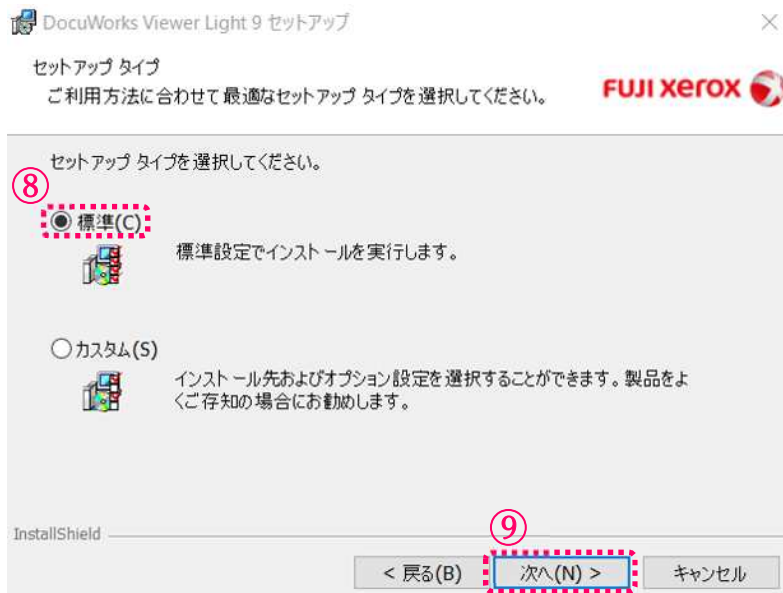 DocuWorks Viewer Light 9 セットアップ
セットアップ タイプ
ご利用方法に合わせて最適なセットアップ タイプを選択してください。
FUJI xerox
セットアップ タイプを選択してください。
⑧
標準(C)
標準設定でインストールを実行します。
カスタム(S)
インストール先およびオプション設定を選択することができます。製品をよ
くご存知の場合にお勧めします。
InstallShield
⑨
< 戻る(B)
次へ(N) >
キャンセル